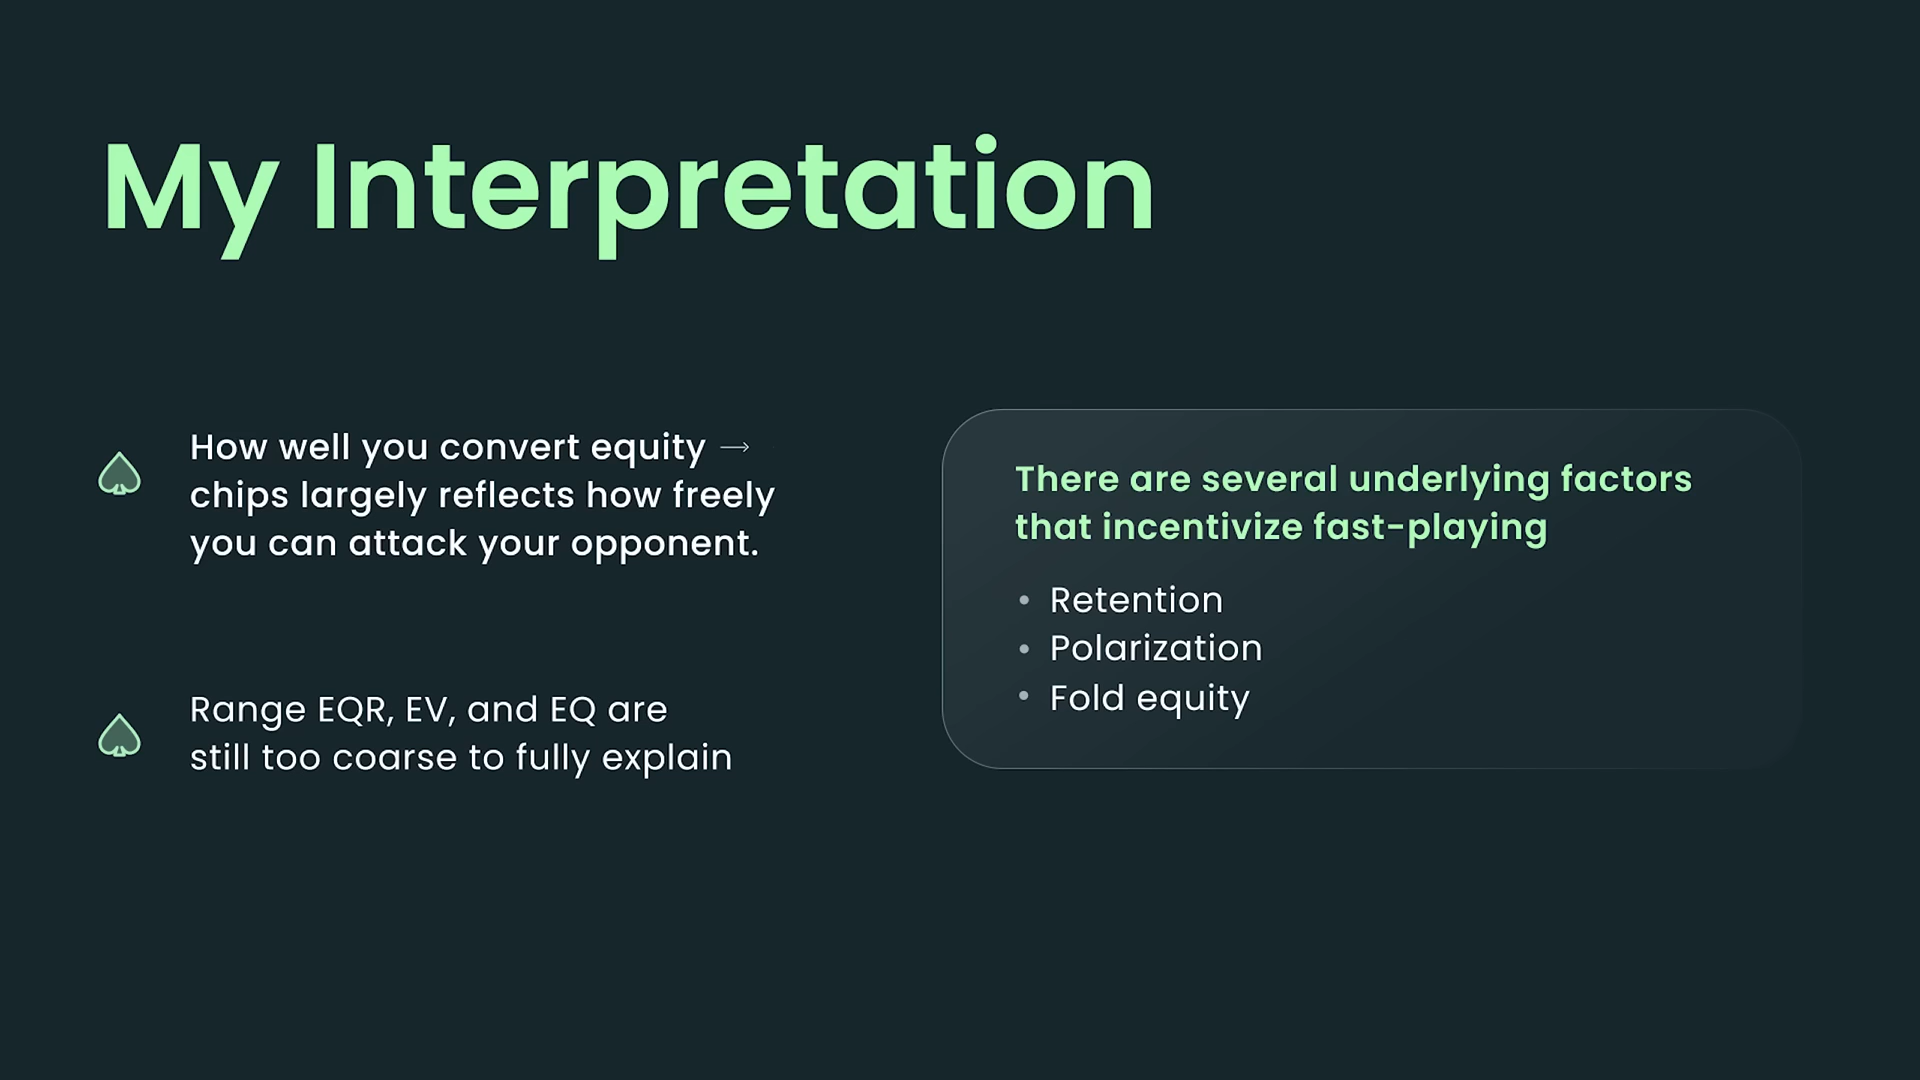 My Interpretation
How well you convert equity →
chips largely reflects how freely
you can attack your opponent.
Range EQR, EV, and EQ are
still too coarse to fully explain
There are several underlying factors
that incentivize fast-playing
• Retention
• Polarization
• Fold equity